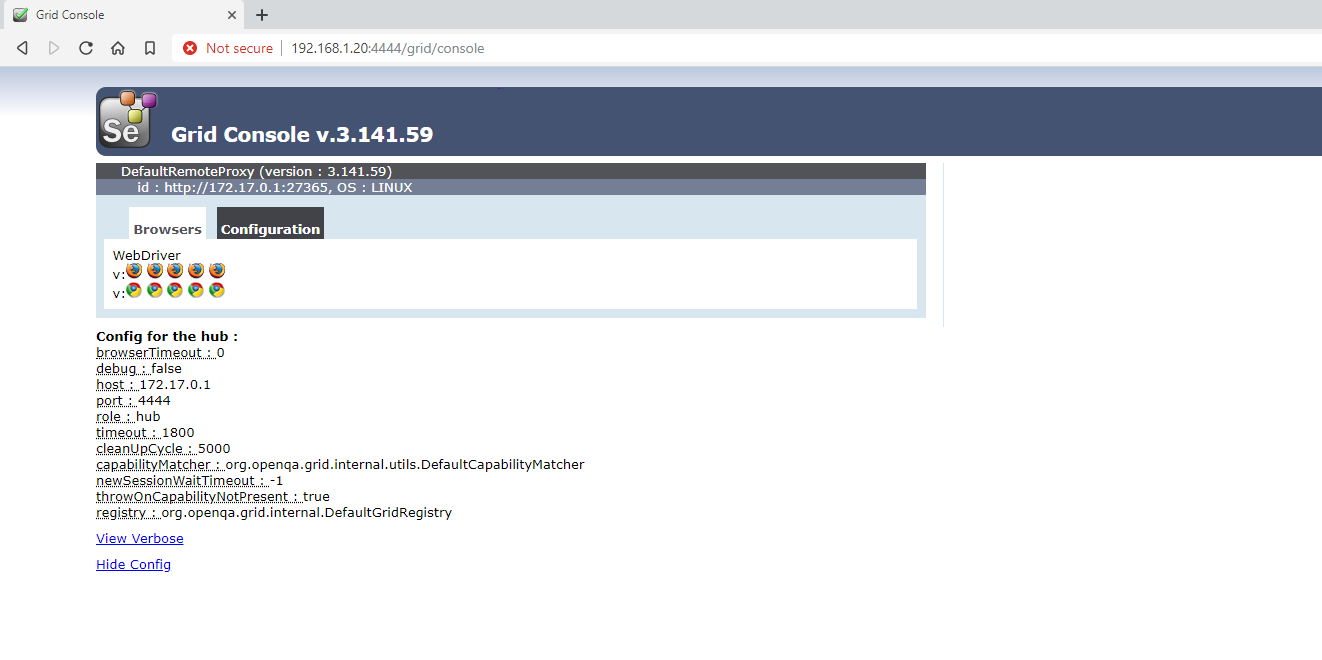 Grid Console
Not secure 192.168.1.20:4444/grid/console
Se
Grid Console v.3.141.59
DefaultRemoteProxy (version : 3.141.59)
id : http://172.17.0.1:27365, OS : LINUX
Browsers Configuration
WebDriver
v:
v:
Config for the hub :
browserTimeout : 0
debug : false
host : 172.17.0.1
port : 4444
role : hub
timeout : 1800
cleanUpCycle : 5000
capabilityMatcher : org.openqa.grid.internal.utils.DefaultCapabilityMatcher
newSessionWaitTimeout : -1
throwOnCapabilityNotPresent : true
registry : org.openqa.grid.internal.DefaultGridRegistry
View Verbose
Hide Config